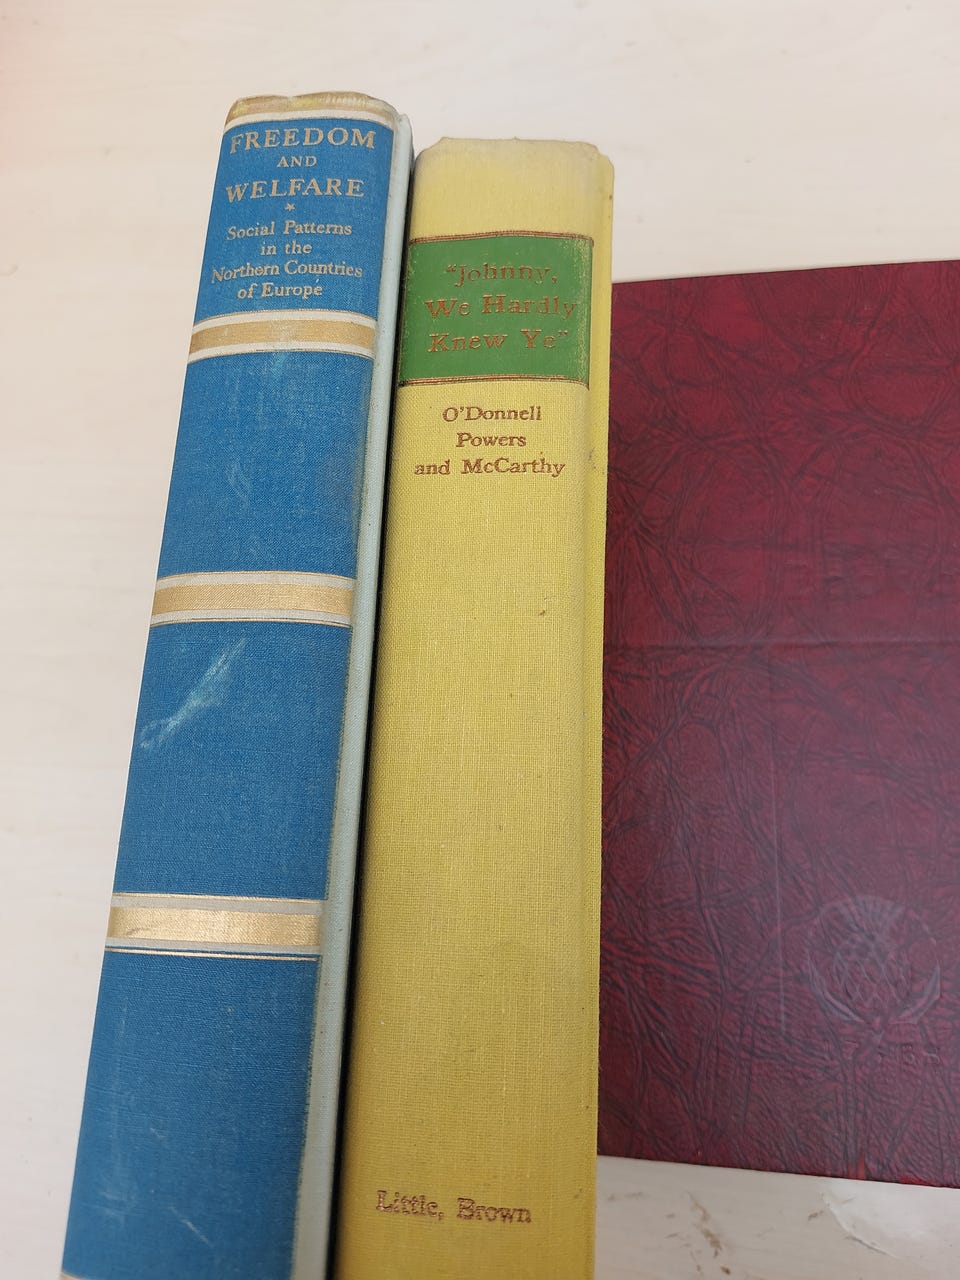 FREEDOM
AND
WELFARE
*
Social Patterns
in the
Northern Countries
of Europe
"Johnny,
We Hardly
Knew Ye"
O'Donnell
Powers
and McCarthy
Little, Brown